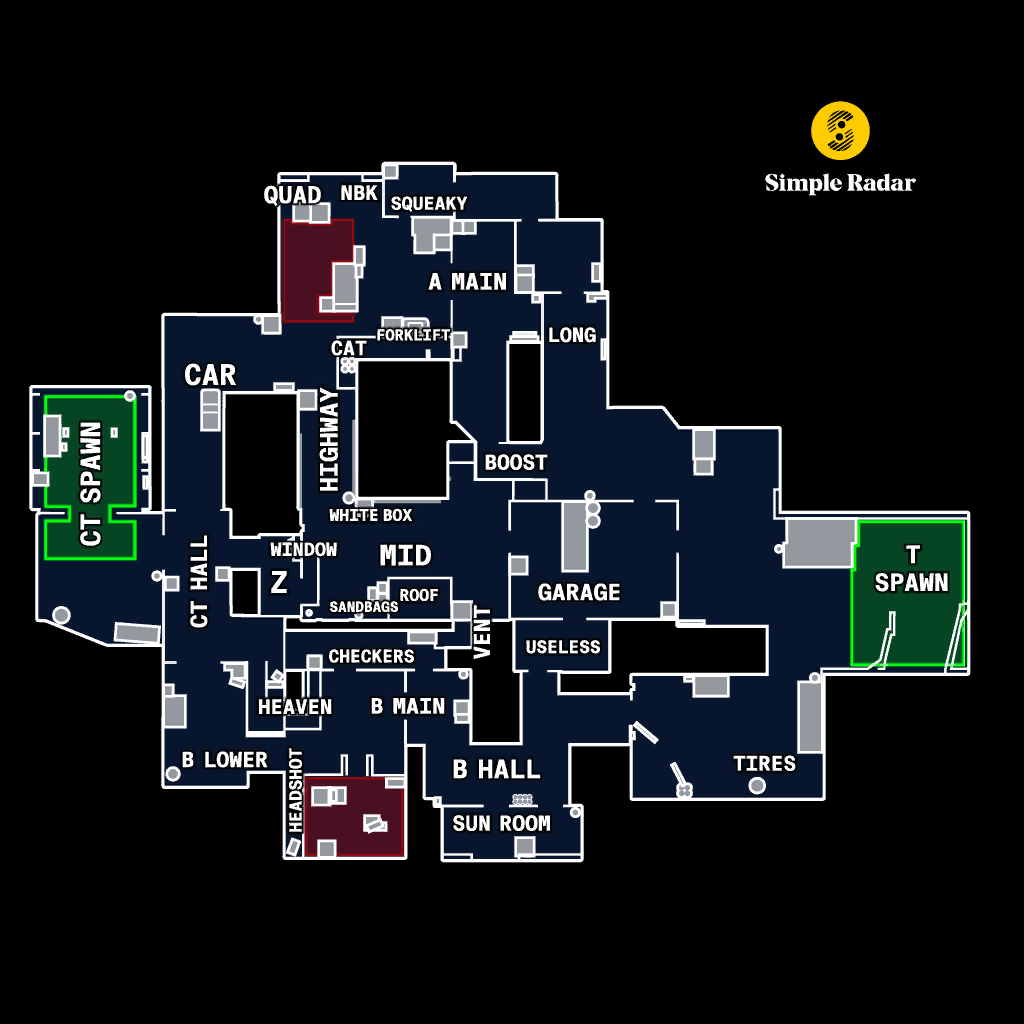 Simple Radar
QUAD
NBK
SQUEAKY
A MAIN
FORKLIFT
LONG
CAT
CAR
HIGHWAY
CT SPAWN
BOOST
WHITE BOX
WINDOW
MID
T
SPAWN
Z
CT HALL
ROOF
GARAGE
SANDBAGS
VENT
USELESS
CHECKERS
HEAVEN
B MAIN
B LOWER
HEADSHOT
B HALL
TIRES
SUN ROOM